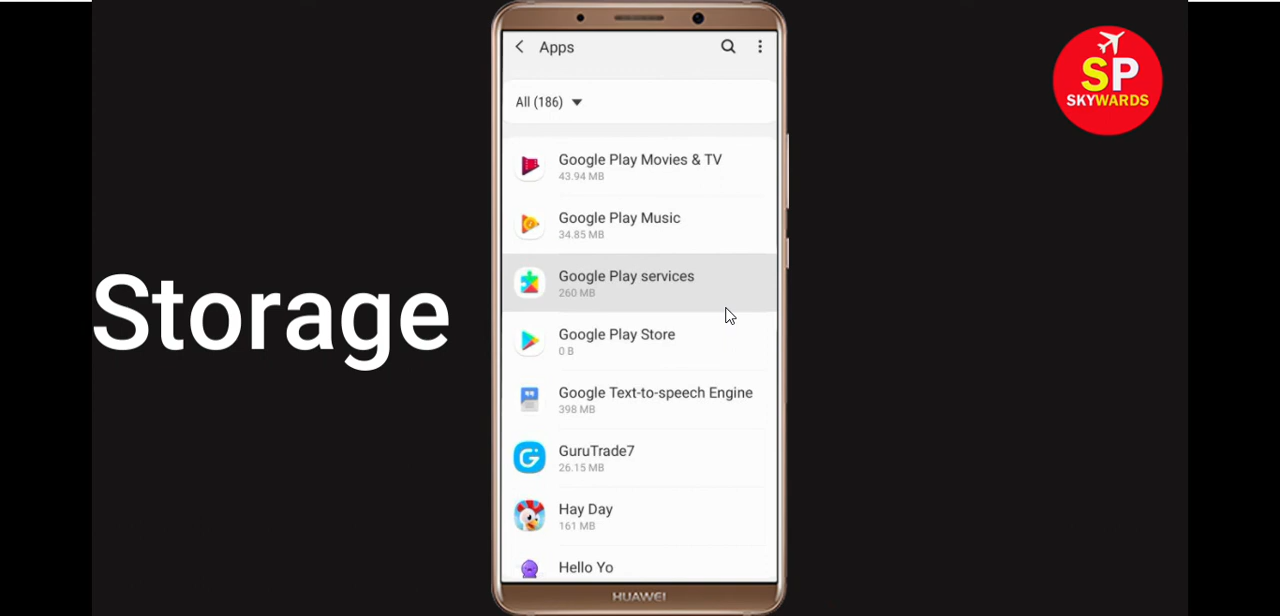 Apps
All (186)
Google Play Movies & TV
43.94 MB
Google Play Music
34.85 MB
Google Play services
260 MB
Google Play Store
0 B
Google Text-to-speech Engine
398 MB
GuruTrade7
26.15 MB
Hay Day
161 MB
Hello Yo
HUAWEI
Storage
SP
SKYWARDS